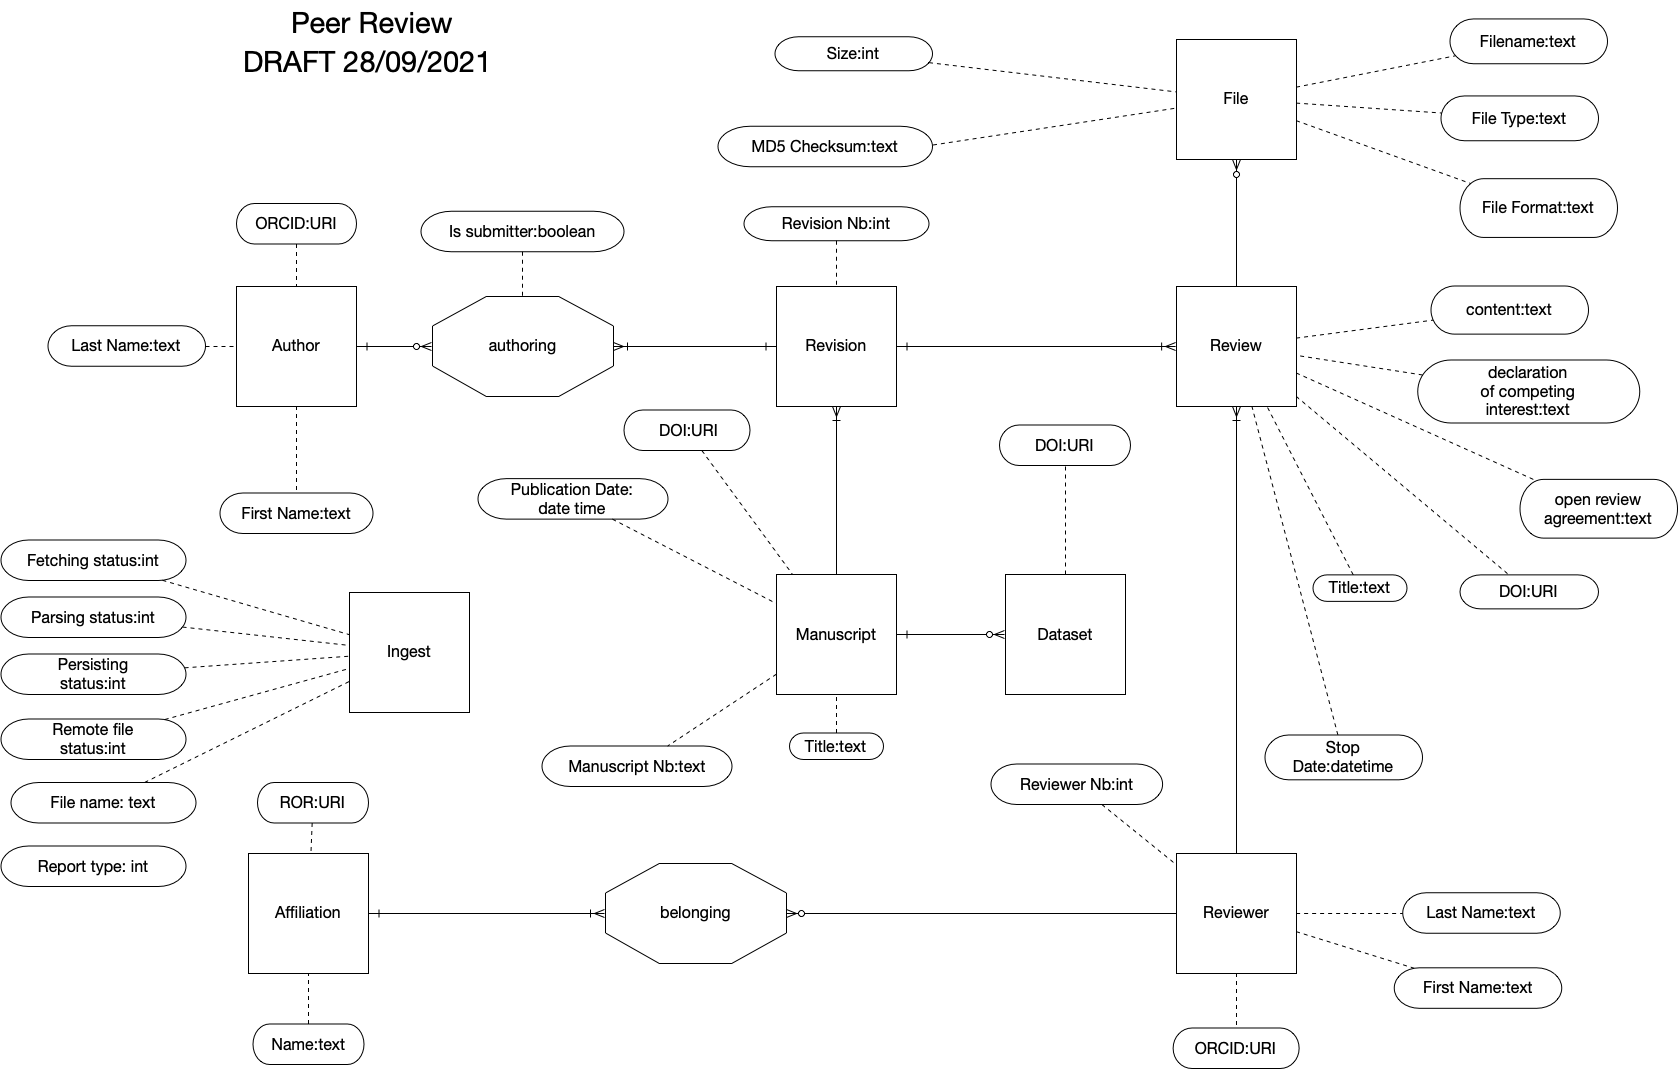 Peer Review
DRAFT 28/09/2021
Size:int
MD5 Checksum:text
File
Filename:text
File Type:text
File Format:text
ORCID:URI
Is submitter:boolean
Revision Nb:int
Last Name:text
Author
authoring
Revision
Review
content:text
declaration
of competing
interest:text
open review
agreement:text
DOI:URI
Title:text
Stop
Date:datetime
First Name:text
DOI:URI
Publication Date:
date time
DOI:URI
Manuscript
Dataset
Manuscript Nb:text
Title:text
Fetching status:int
Parsing status:int
Persisting
status:int
Remote file
status:int
File name: text
Report type: int
Ingest
ROR:URI
Affiliation
Name:text
belonging
Reviewer Nb:int
Reviewer
Last Name:text
First Name:text
ORCID:URI